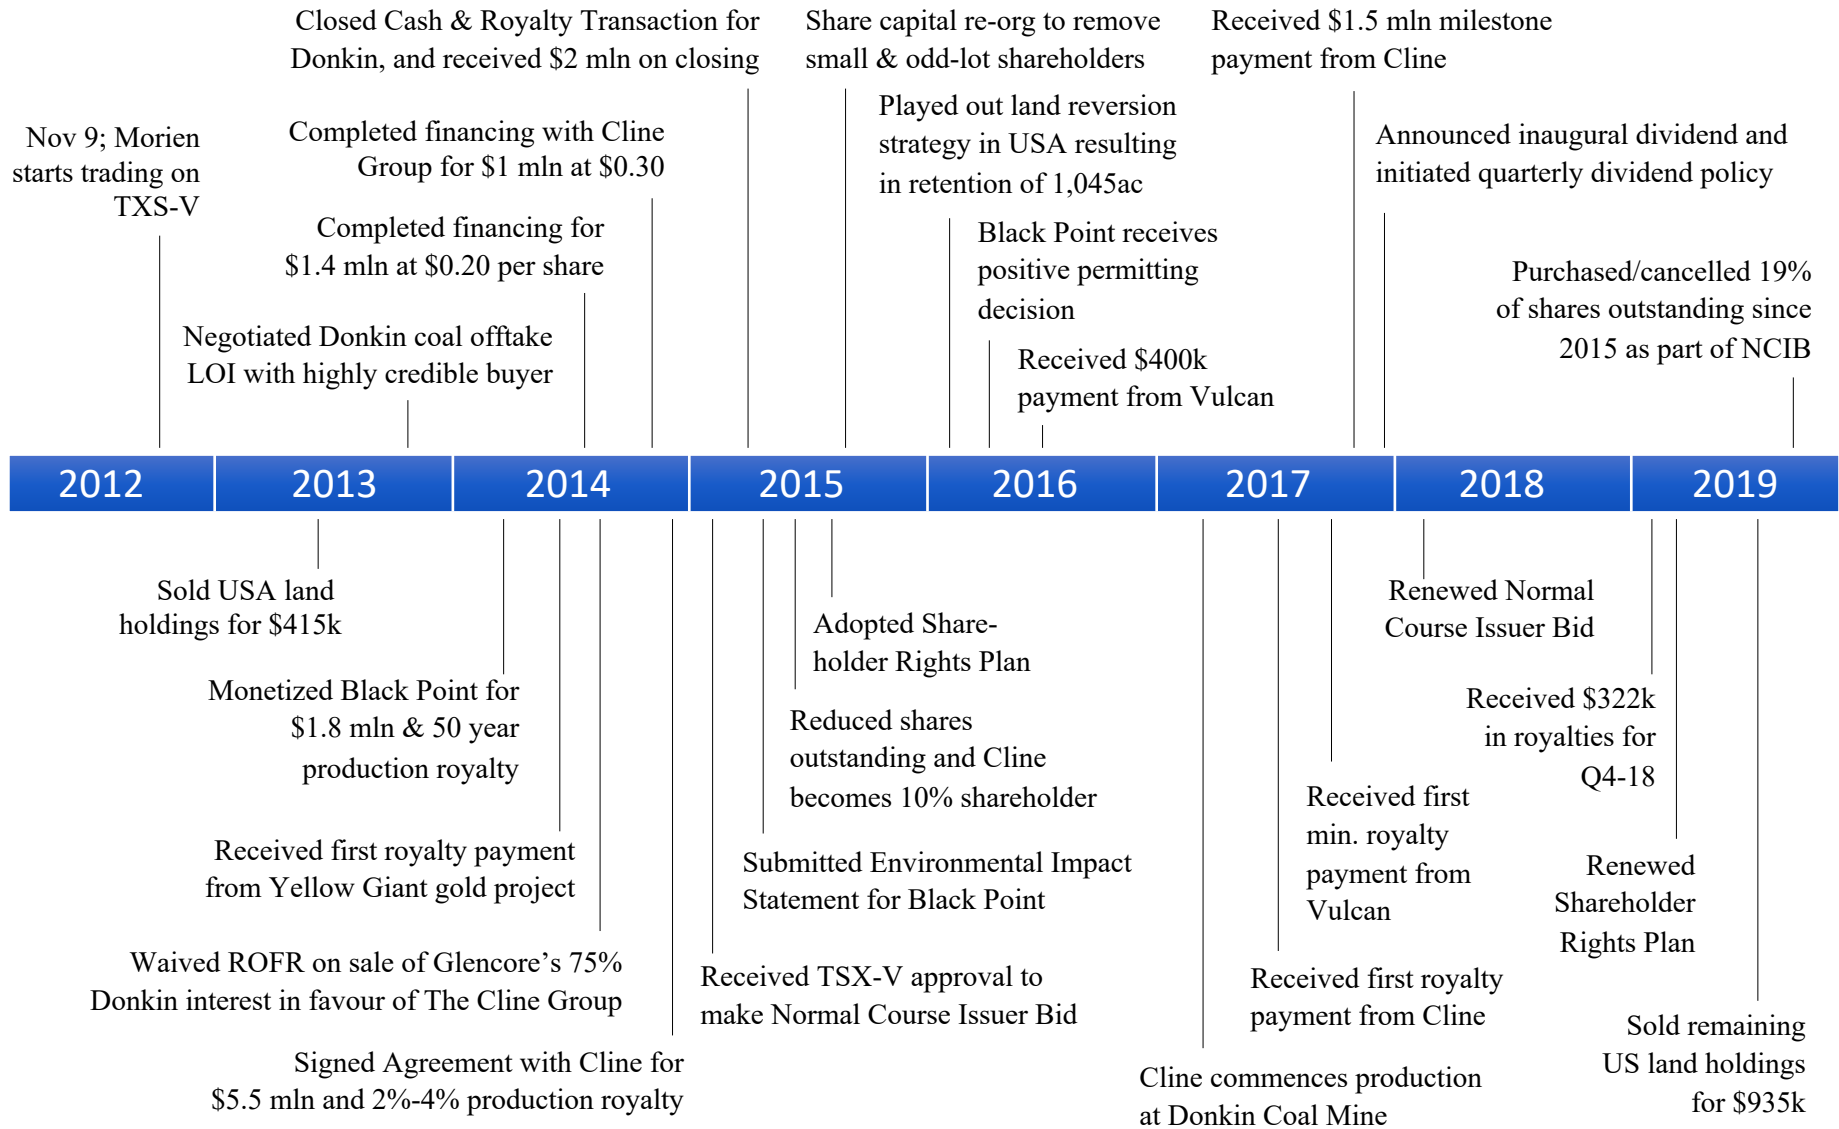 Closed Cash & Royalty Transaction for
Donkin, and received $2 mln on closing
Share capital re-org to remove
small & odd-lot shareholders
Received $1.5 mln milestone
payment from Cline
Nov 9; Morien
starts trading on
TXS-V
Completed financing with Cline
Group for $1 mln at $0.30
Played out land reversion
strategy in USA resulting
in retention of 1,045ac
Announced inaugural dividend and
initiated quarterly dividend policy
Completed financing for
$1.4 mln at $0.20 per share
Black Point receives
positive permitting
decision
Purchased/cancelled 19%
of shares outstanding since
2015 as part of NCIB
Negotiated Donkin coal offtake
LOI with highly credible buyer
Received $400k
payment from Vulcan
2012
2013
2014
2015
2016
2017
2018
2019
Sold USA land
holdings for $415k
Adopted Share-
holder Rights Plan
Renewed Normal
Course Issuer Bid
Monetized Black Point for
$1.8 mln & 50 year
production royalty
Reduced shares
outstanding and Cline
becomes 10% shareholder
Received $322k
in royalties for
Q4-18
Received first
min. royalty
payment from
Vulcan
Received first royalty payment
from Yellow Giant gold project
Submitted Environmental Impact
Statement for Black Point
Renewed
Shareholder
Rights Plan
Waived ROFR on sale of Glencore’s 75%
Donkin interest in favour of The Cline Group
Received TSX-V approval to
make Normal Course Issuer Bid
Received first royalty
payment from Cline
Signed Agreement with Cline for
$5.5 mln and 2%-4% production royalty
Cline commences production
at Donkin Coal Mine
Sold remaining
US land holdings
for $935k